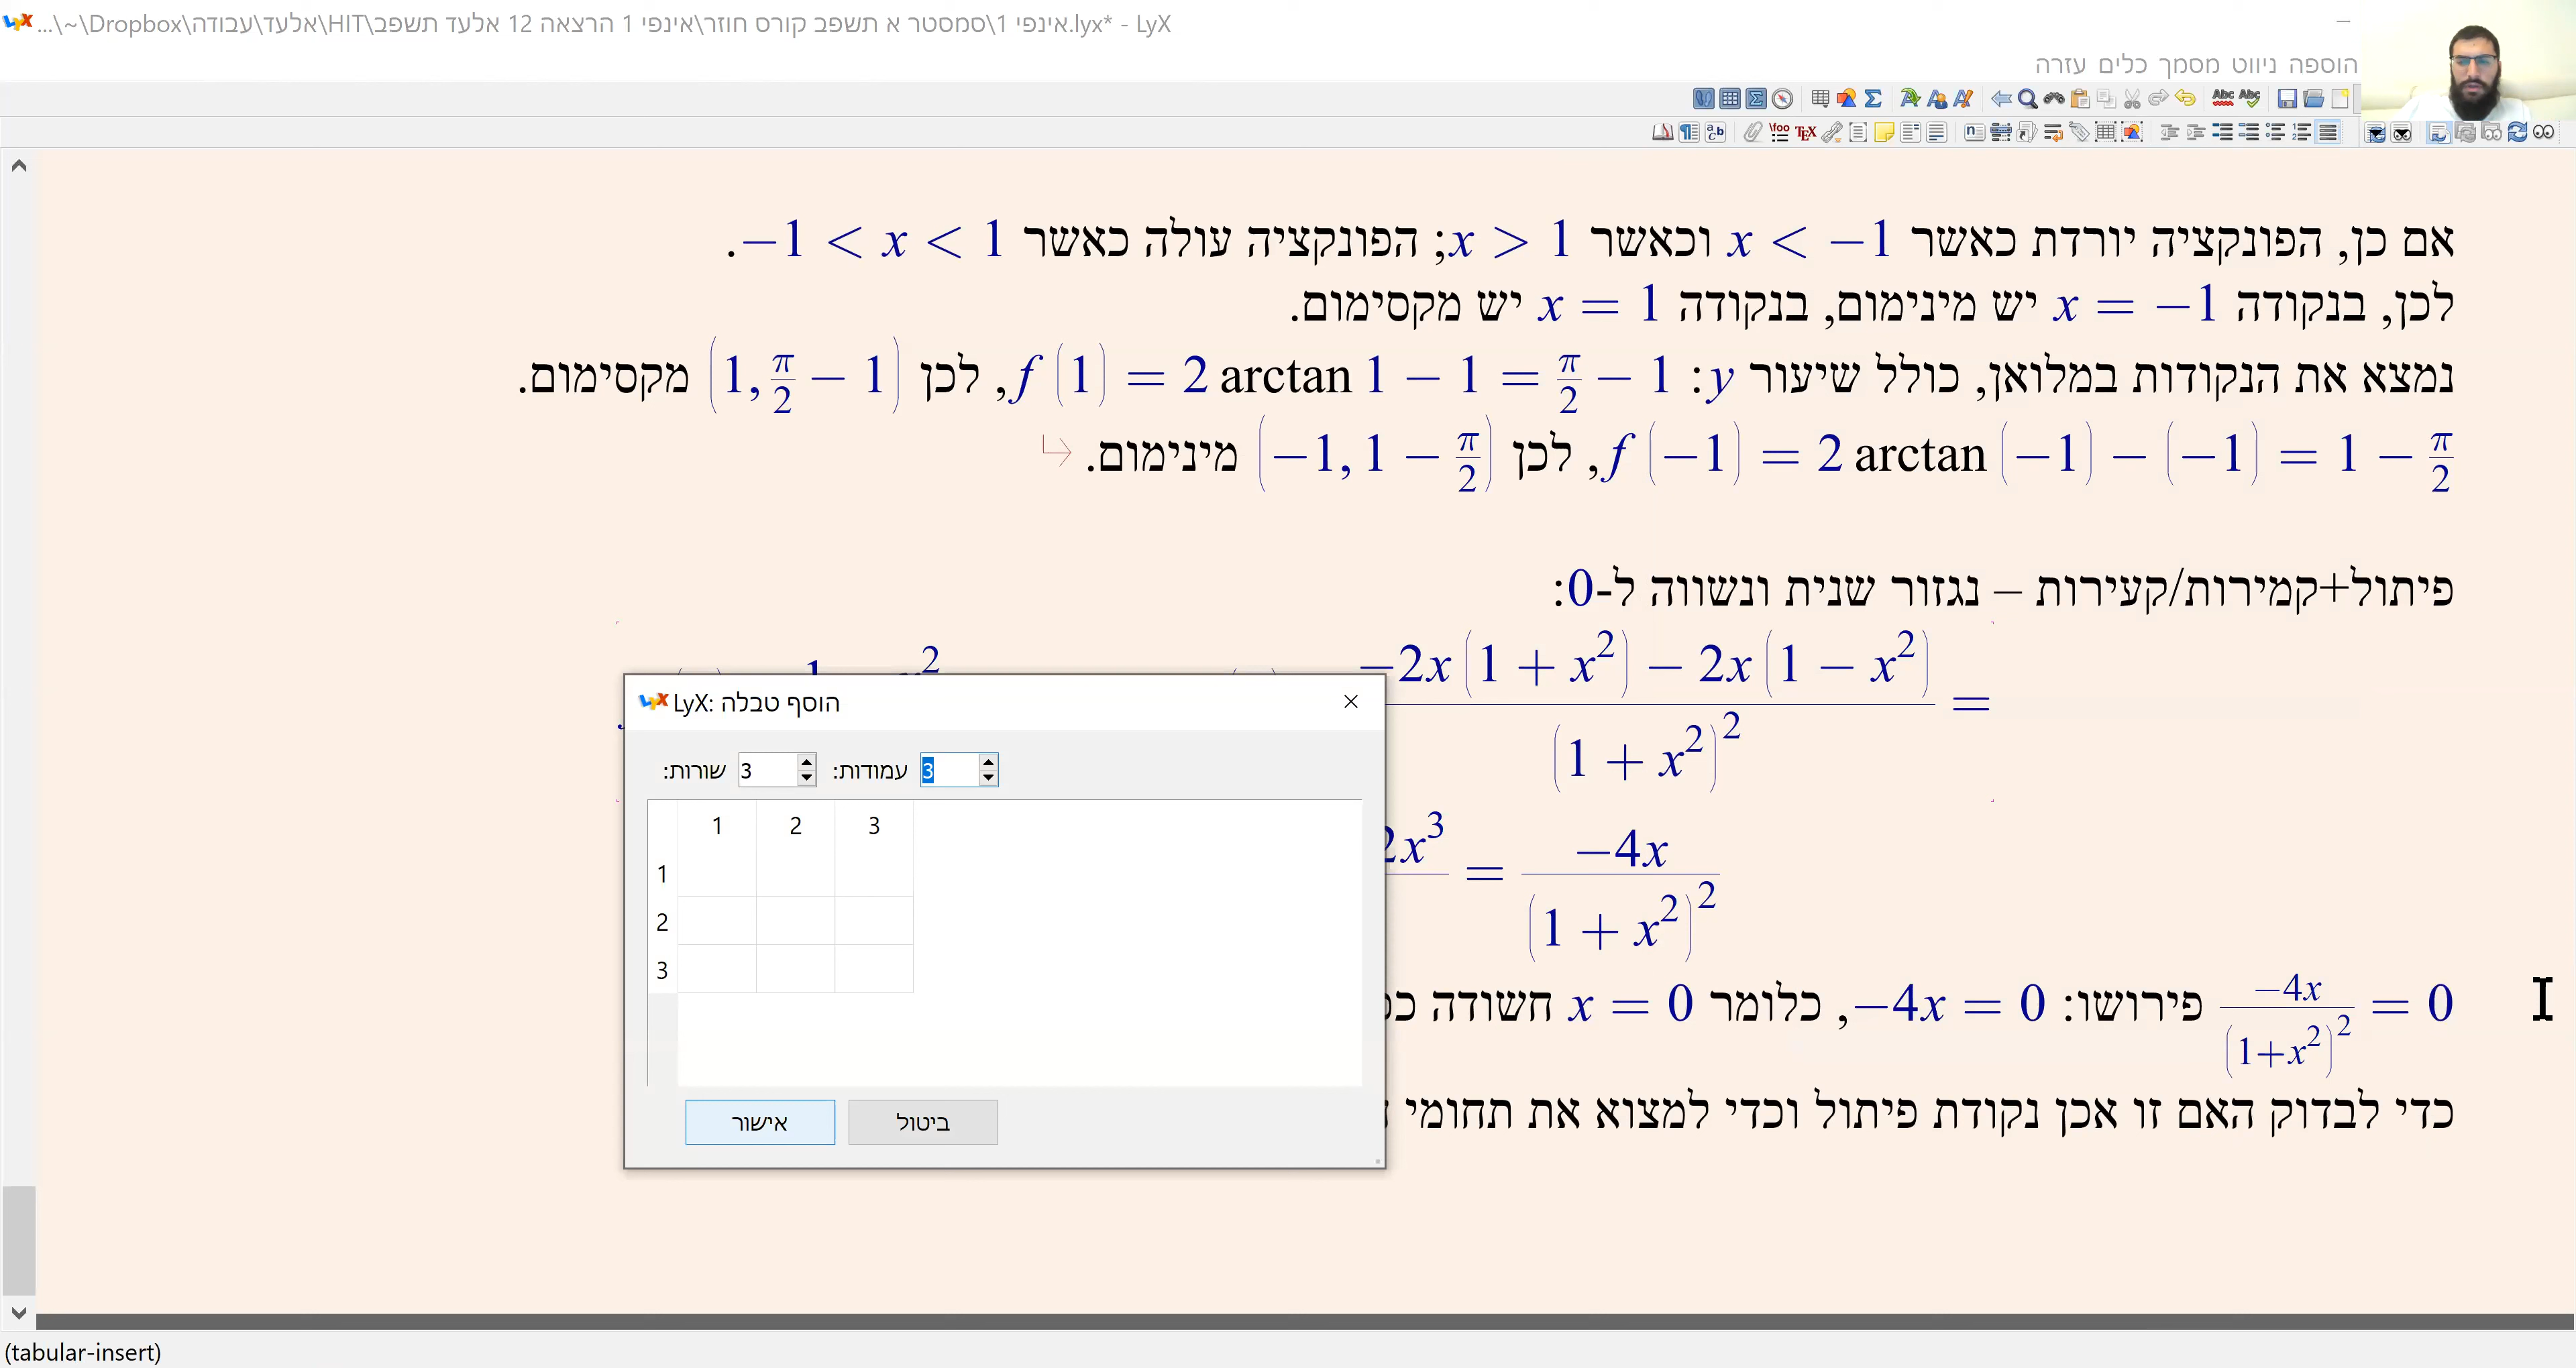 ...\~\Dropbox\עבודה\אלעד\HIT\אינפי 1\סמסטר א תשפב קורס חוזר\אינפי 1 הרצאה 12 אלעד תשפב.lyx* - LyX
הוספה ניווט מסמך כלים עזרה
אם כן, הפונקציה יורדת כאשר x < −1 וכאשר x > 1; הפונקציה עולה כאשר −1 < x < 1.
לכן, בנקודה x = −1 יש מינימום, בנקודה x = 1 יש מקסימום.
נמצא את הנקודות במלואן, כולל שיעור y: f (1) = 2 arctan 1 − 1 = π/2 − 1, לכן (1, π/2 − 1) מקסימום.
f (−1) = 2 arctan (−1) − (−1) = 1 − π/2, לכן (−1, 1 − π/2) מינימום.
פיתול+קמירות/קעירות – נגזור שנית ונשווה ל-0:
−2x (1 + x²) − 2x (1 − x²) / (1 + x²)² =
2x³ = −4x / (1 + x²)²
−4x / (1+x²)² = 0 פירושו: −4x = 0, כלומר x = 0 חשודה
כדי לבדוק האם זו אכן נקודת פיתול וכדי למצוא את תחומי
LyX: הוסף טבלה
שורות: 3 עמודות: 3
1 2 3
1
2
3
אישור ביטול
(tabular-insert)